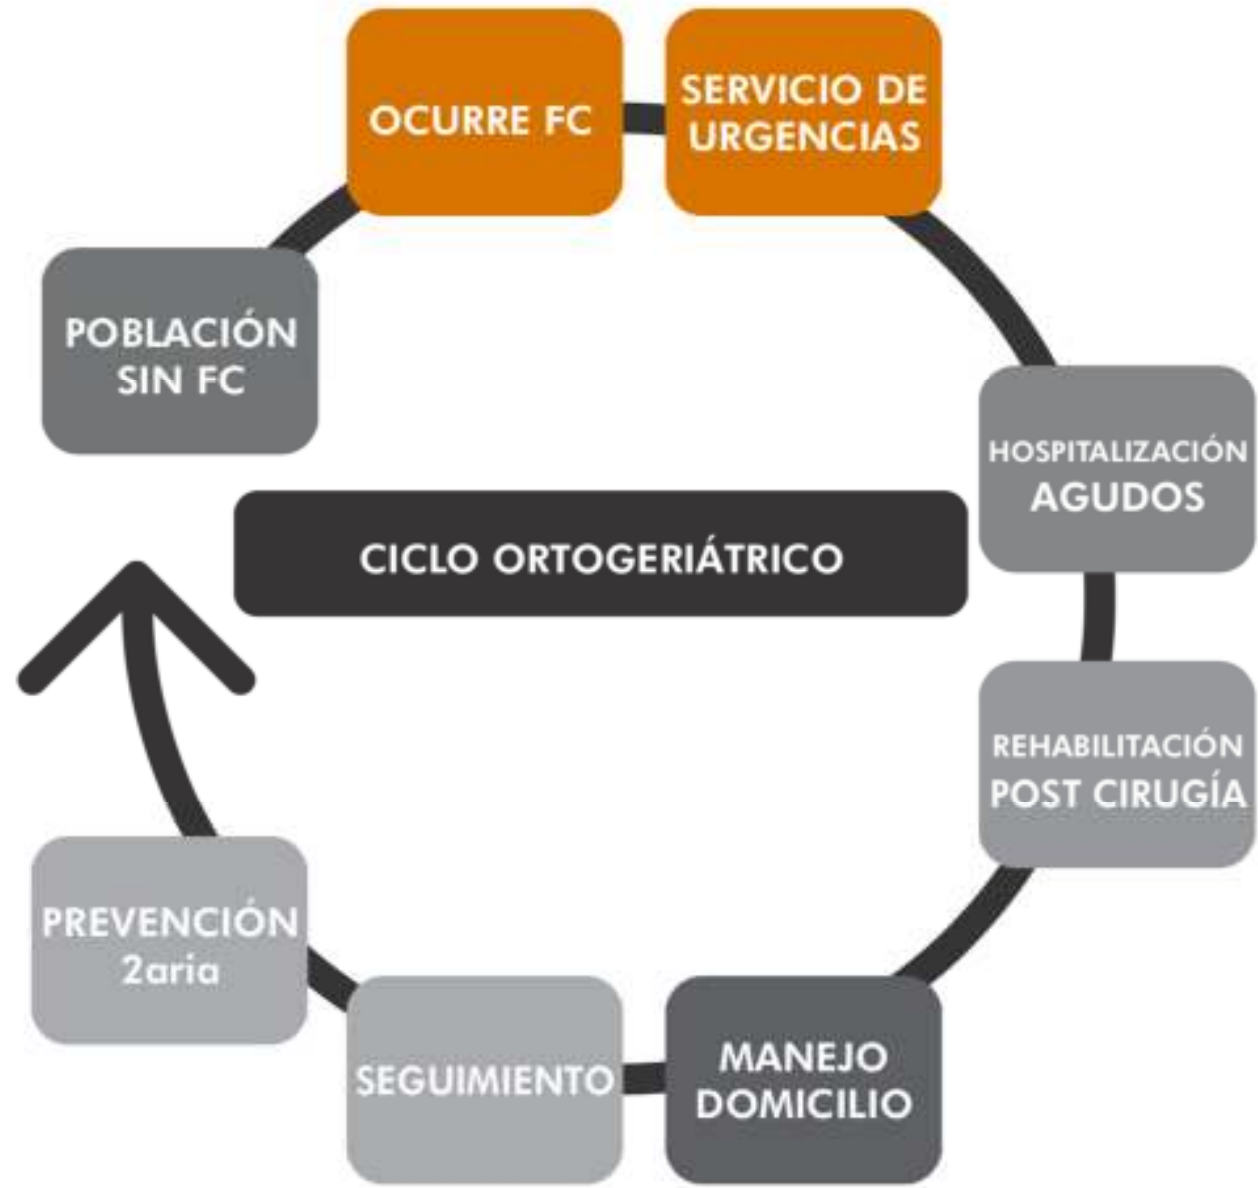 OCURRE FC
SERVICIO DE
URGENCIAS
POBLACIÓN
SIN FC
HOSPITALIZACIÓN
AGUDOS
CICLO ORTOGERIÁTRICO
REHABILITACIÓN
POST CIRUGÍA
PREVENCIÓN
2aria
SEGUIMIENTO
MANEJO
DOMICILIO